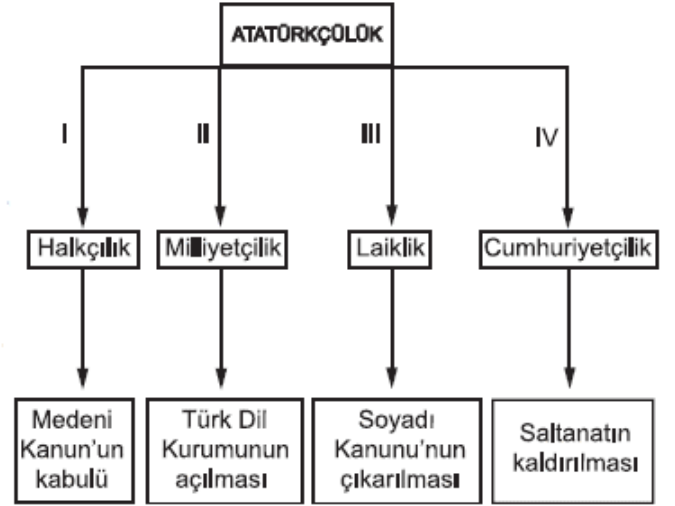 ATATÜRKÇÜLÜK
I
II
III
IV
Halkçılık
Milliyetçilik
Laiklik
Cumhuriyetçilik
Medeni
Kanun'un
kabulü
Türk Dil
Kurumunun
açılması
Soyadı
Kanunu'nun
çıkarılması
Saltanatın
kaldırılması